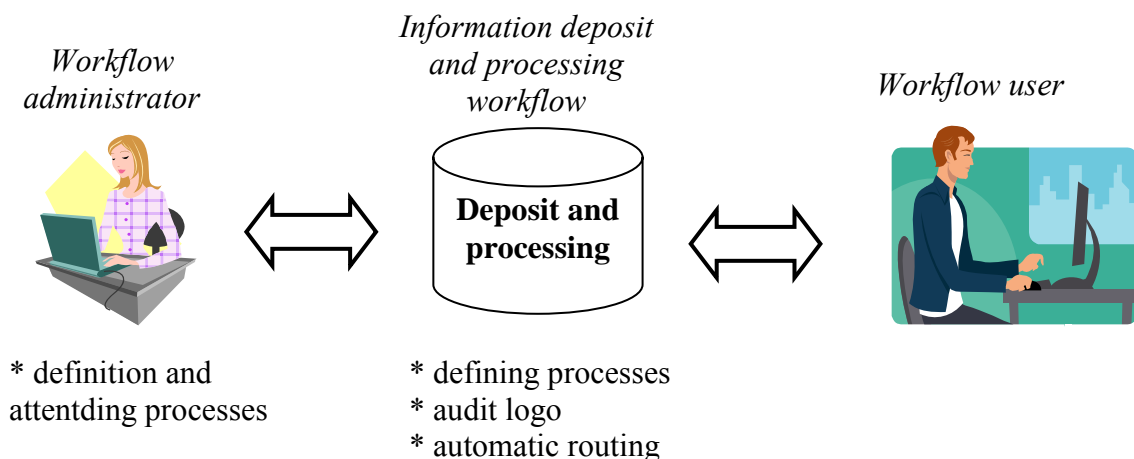 Workflow
administrator
Information deposit
and processing
workflow
Workflow user
Deposit and
processing
* definition and
attentding processes
* defining processes
* audit logo
* automatic routing